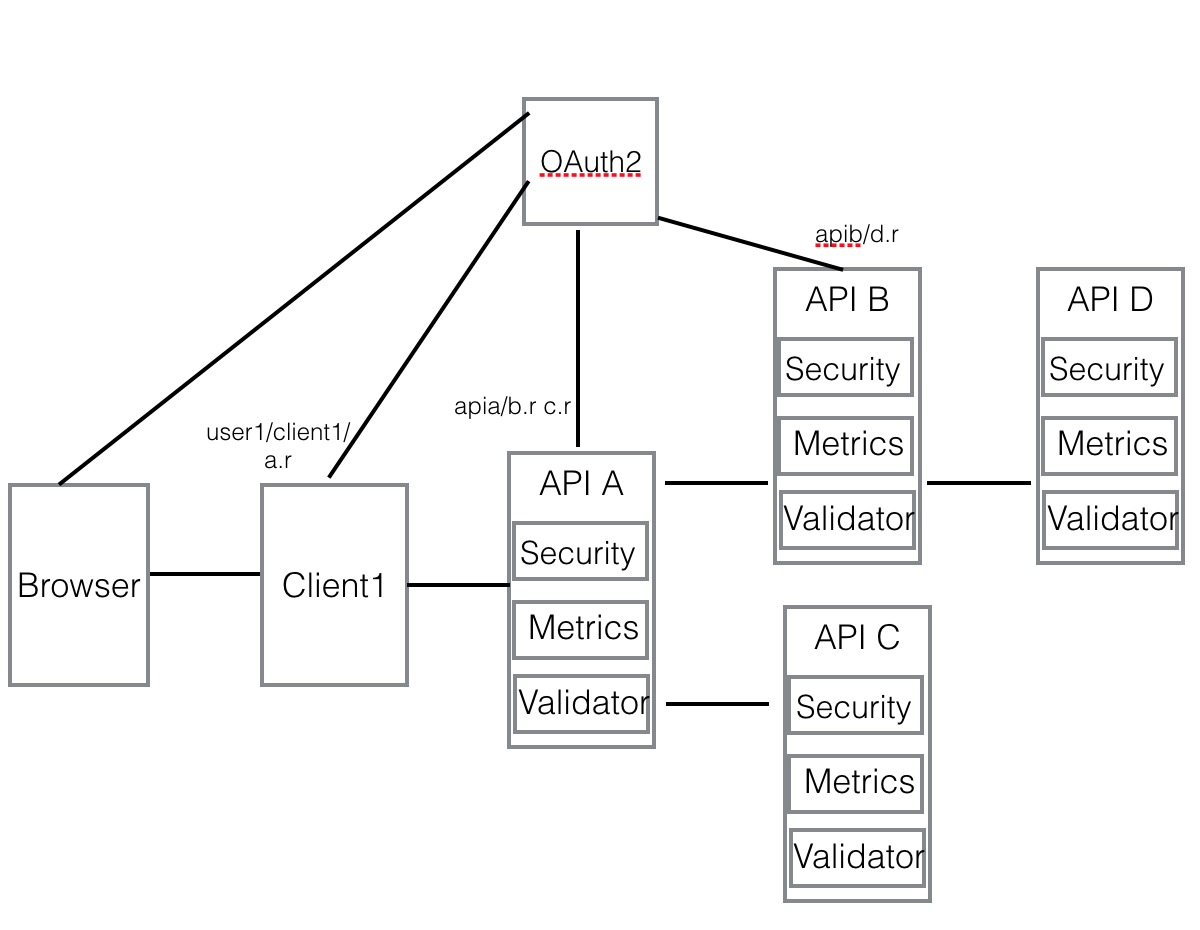 OAuth2
apib/d.r
API B
Security
Metrics
Validator
API D
Security
Metrics
Validator
apia/b.r c.r
user1/client1/
a.r
Browser
Client1
API A
Security
Metrics
Validator
API C
Security
Metrics
Validator